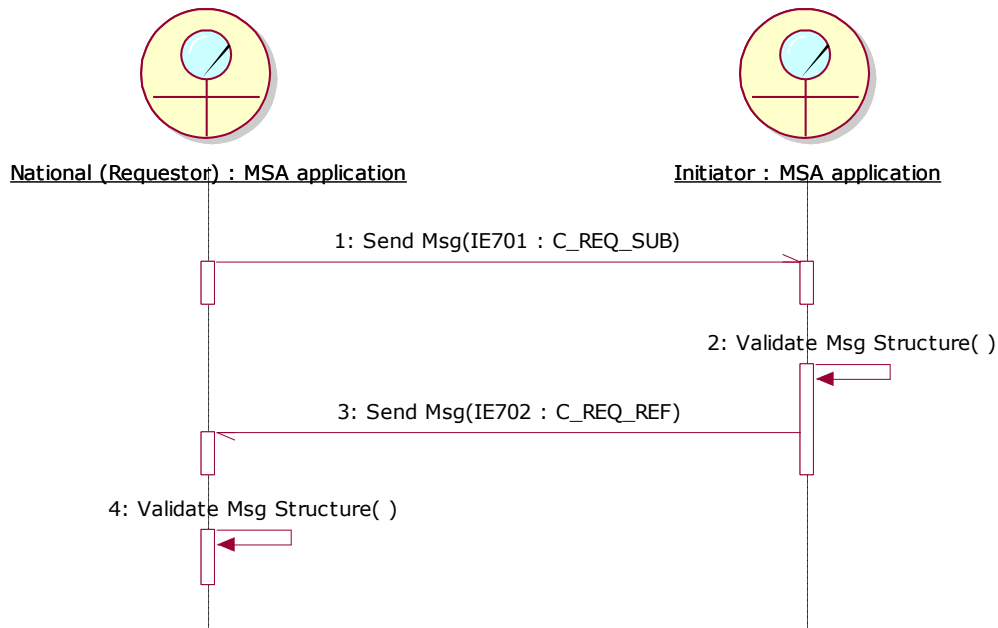 National (Requestor) : MSA application
Initiator : MSA application
1: Send Msg(IE701 : C_REQ_SUB)
2: Validate Msg Structure( )
3: Send Msg(IE702 : C_REQ_REF)
4: Validate Msg Structure( )